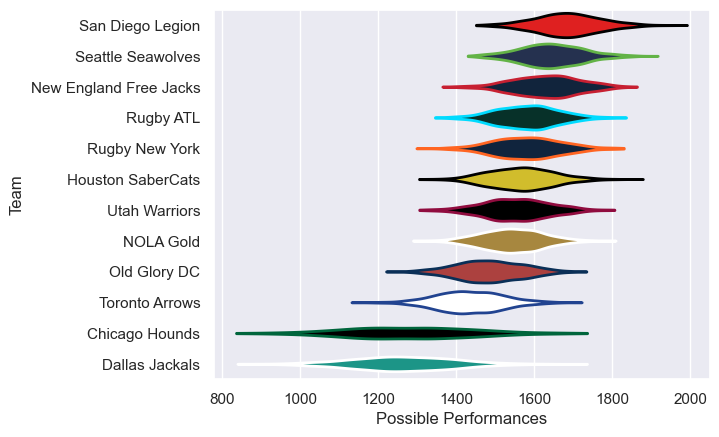 San Diego Legion
Seattle Seawolves
New England Free Jacks
Rugby ATL
Rugby New York
Houston SaberCats
Utah Warriors
NOLA Gold
Old Glory DC
Toronto Arrows
Chicago Hounds
Dallas Jackals
Team
800 1000 1200 1400 1600 1800 2000
Possible Performances